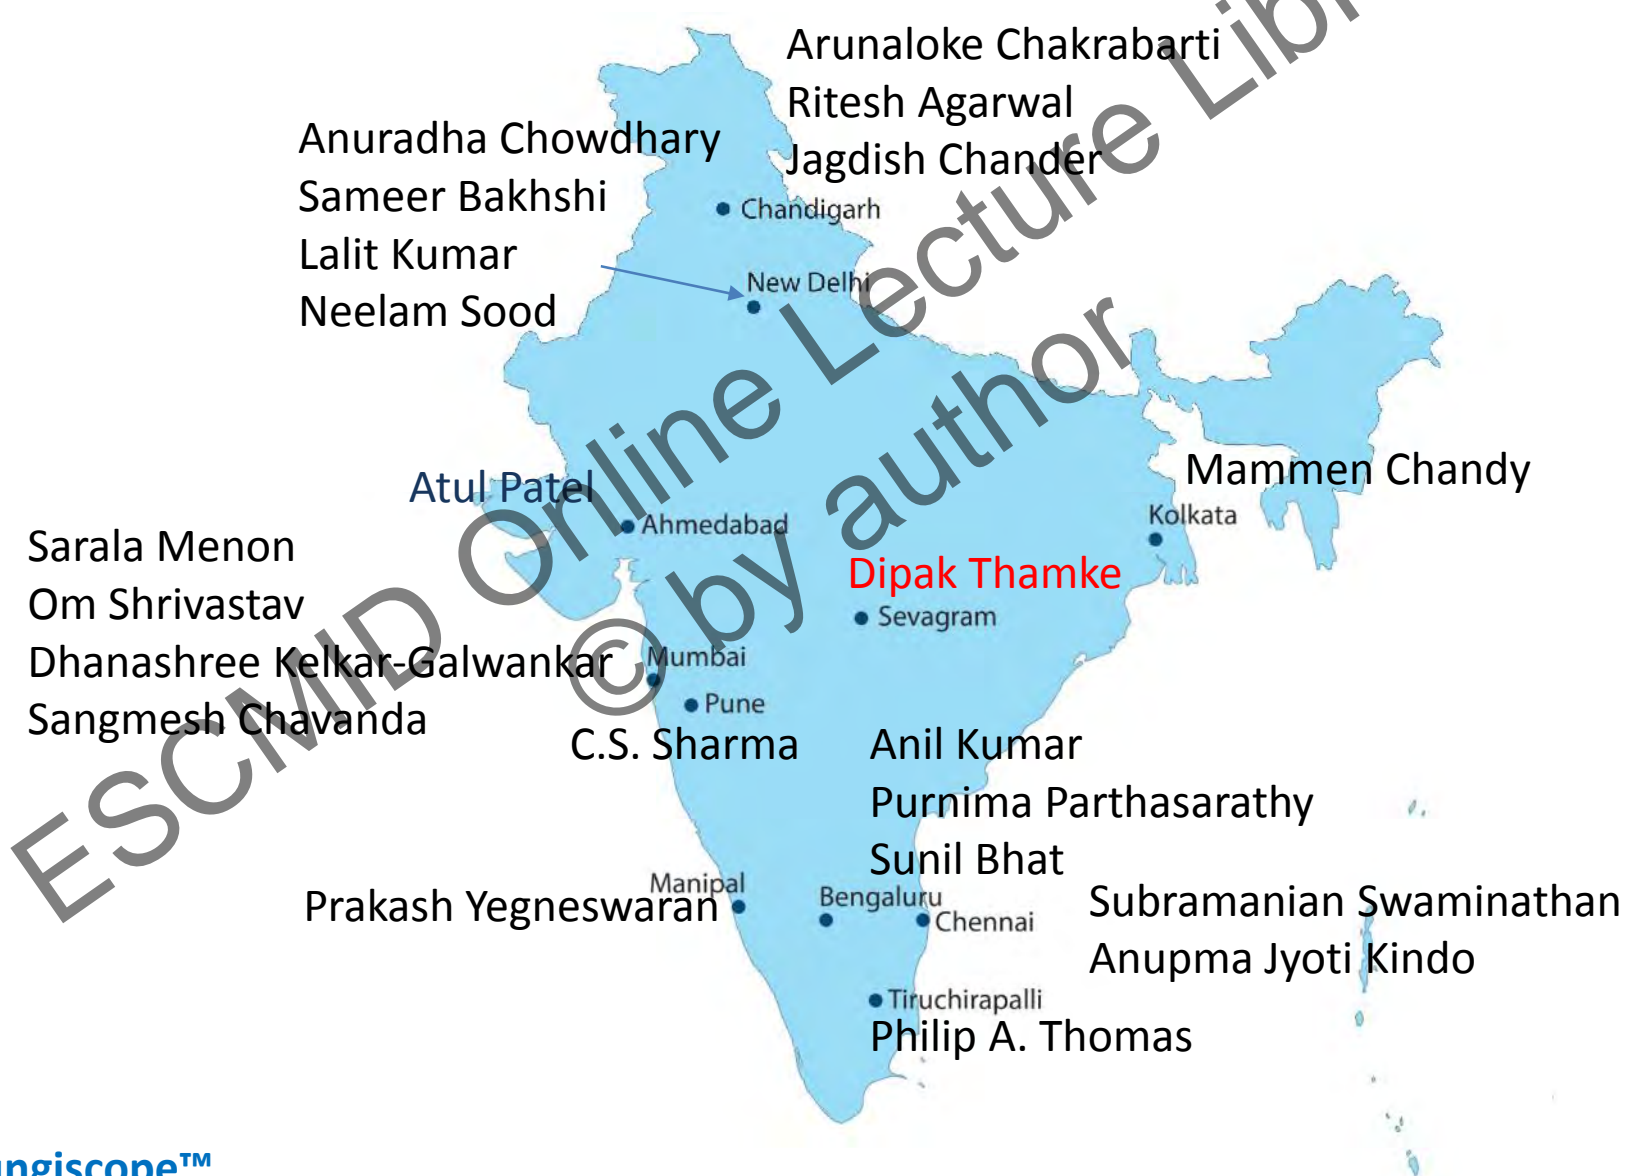 Arunaloke Chakrabarti
Ritesh Agarwal
Jagdish Chander
Chandigarh
Anuradha Chowdhary
Sameer Bakhshi
Lalit Kumar
Neelam Sood
New Delhi
Atul Patel
Ahmedabad
Mammen Chandy
Kolkata
Dipak Thamke
Sevagram
Sarala Menon
Om Shrivastav
Dhanashree Kelkar-Galwankar
Sangmesh Chavanda
Mumbai
Pune
C.S. Sharma
Anil Kumar
Purnima Parthasarathy
Sunil Bhat
Manipal
Prakash Yegneswaran
Bengaluru
Chennai
Subramanian Swaminathan
Anupma Jyoti Kindo
Tiruchirapalli
Philip A. Thomas
ESCMID Online Lecture Libr
© by author
ngiscope™